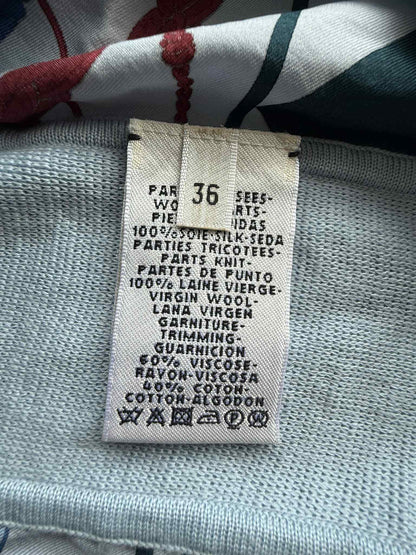 36
PAR SEES-
WO ARTS-
PIE IDAS
100%SOIE-SILK-SEDA
PARTIES TRICOTEES-
PARTS KNIT-
PARTES DE PUNTO
100% LAINE VIERGE-
VIRGIN WOOL-
LANA VIRGEN
GARNITURE-
TRIMMING-
GUARNICION
60% VISCOSE-
RAYON-VISCOSA
40% COTON-
COTTON-ALGODON